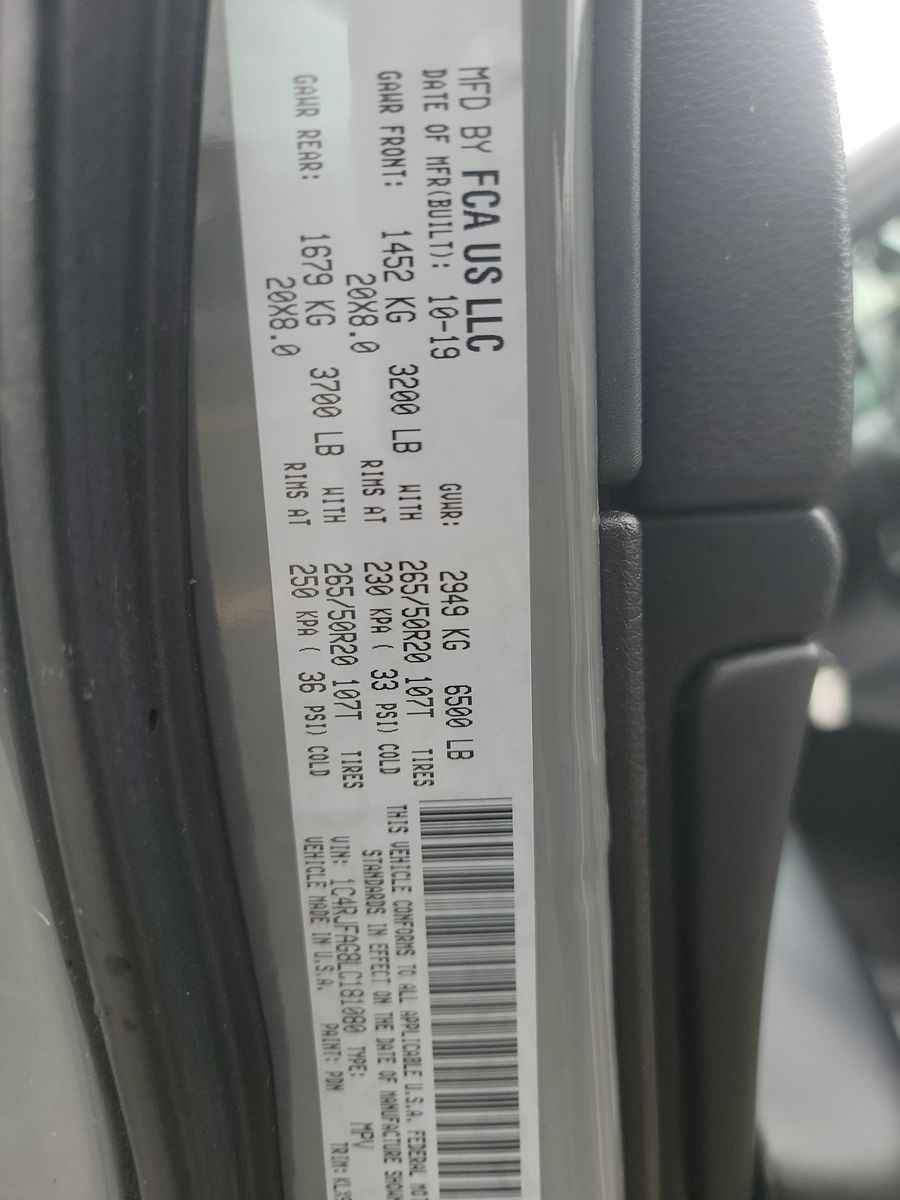 MFD BY FCA US LLC
DATE OF MFR(BUILT): 10-19 GVWR: 2949 KG 6500 LB
GAWR FRONT: 1452 KG 3200 LB WITH 265/50R20 107T TIRES
20X8.0 RIMS AT 230 KPA ( 33 PSI) COLD
GAWR REAR: 1679 KG 3700 LB WITH 265/50R20 107T TIRES
20X8.0 RIMS AT 250 KPA ( 36 PSI) COLD
THIS VEHICLE CONFORMS TO ALL APPLICABLE U.S.A. FEDERAL MO
STANDARDS IN EFFECT ON THE DATE OF MANUFACTURE SHOWN
VIN: 1C4RJFAG8LC181080 TYPE: MPV
VEHICLE MADE IN U.S.A. PAINT: PDN TRIM: